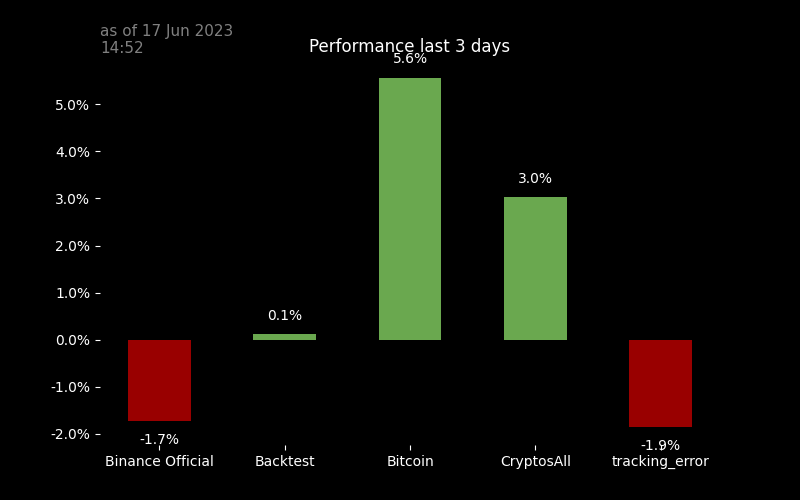 as of 17 Jun 2023
14:52
Performance last 3 days
5.6%
5.0%
4.0%
3.0%
3.0%
2.0%
1.0%
0.1%
0.0%
-1.0%
-2.0%
-1.7%
-1.9%
Binance Official
Backtest
Bitcoin
CryptosAll
tracking_error